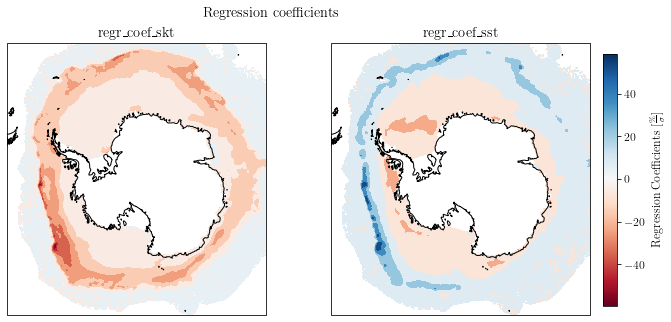 Regression coefficients
regr_coef_skt
regr_coef_sst
40
20
0
−20
−40
Regression Coefficients [%/σ]